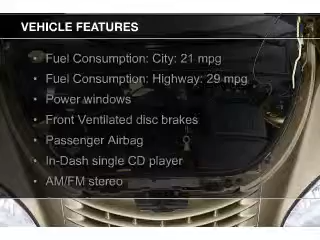 VEHICLE FEATURES
• Fuel Consumption: City: 21 mpg
• Fuel Consumption: Highway: 29 mpg
• Power windows
• Front Ventilated disc brakes
• Passenger Airbag
• In-Dash single CD player
• AM/FM stereo